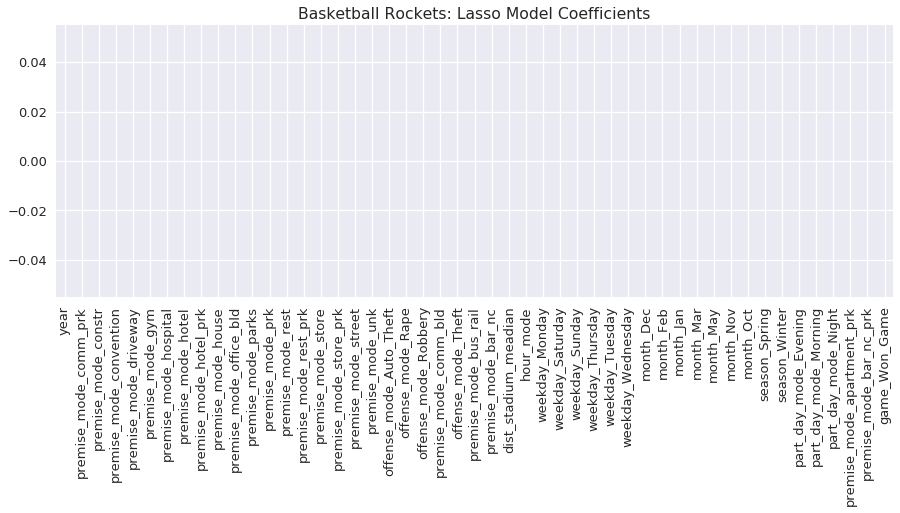 Basketball Rockets: Lasso Model Coefficients
0.04
0.02
0.00
−0.02
−0.04
year
premise_mode_comm_prk
premise_mode_constr
premise_mode_convention
premise_mode_driveway
premise_mode_gym
premise_mode_hospital
premise_mode_hotel
premise_mode_hotel_prk
premise_mode_house
premise_mode_office_bld
premise_mode_parks
premise_mode_prk
premise_mode_rest
premise_mode_rest_prk
premise_mode_store
premise_mode_store_prk
premise_mode_street
premise_mode_unk
offense_mode_Auto_Theft
offense_mode_Rape
offense_mode_Robbery
premise_mode_comm_bld
offense_mode_Theft
premise_mode_bus_rail
premise_mode_bar_nc
dist_stadium_meadian
hour_mode
weekday_Monday
weekday_Saturday
weekday_Sunday
weekday_Thursday
weekday_Tuesday
weekday_Wednesday
month_Dec
month_Feb
month_Jan
month_Mar
month_May
month_Nov
month_Oct
season_Spring
season_Winter
part_day_mode_Evening
part_day_mode_Morning
part_day_mode_Night
premise_mode_apartment_prk
premise_mode_bar_nc_prk
game_Won_Game